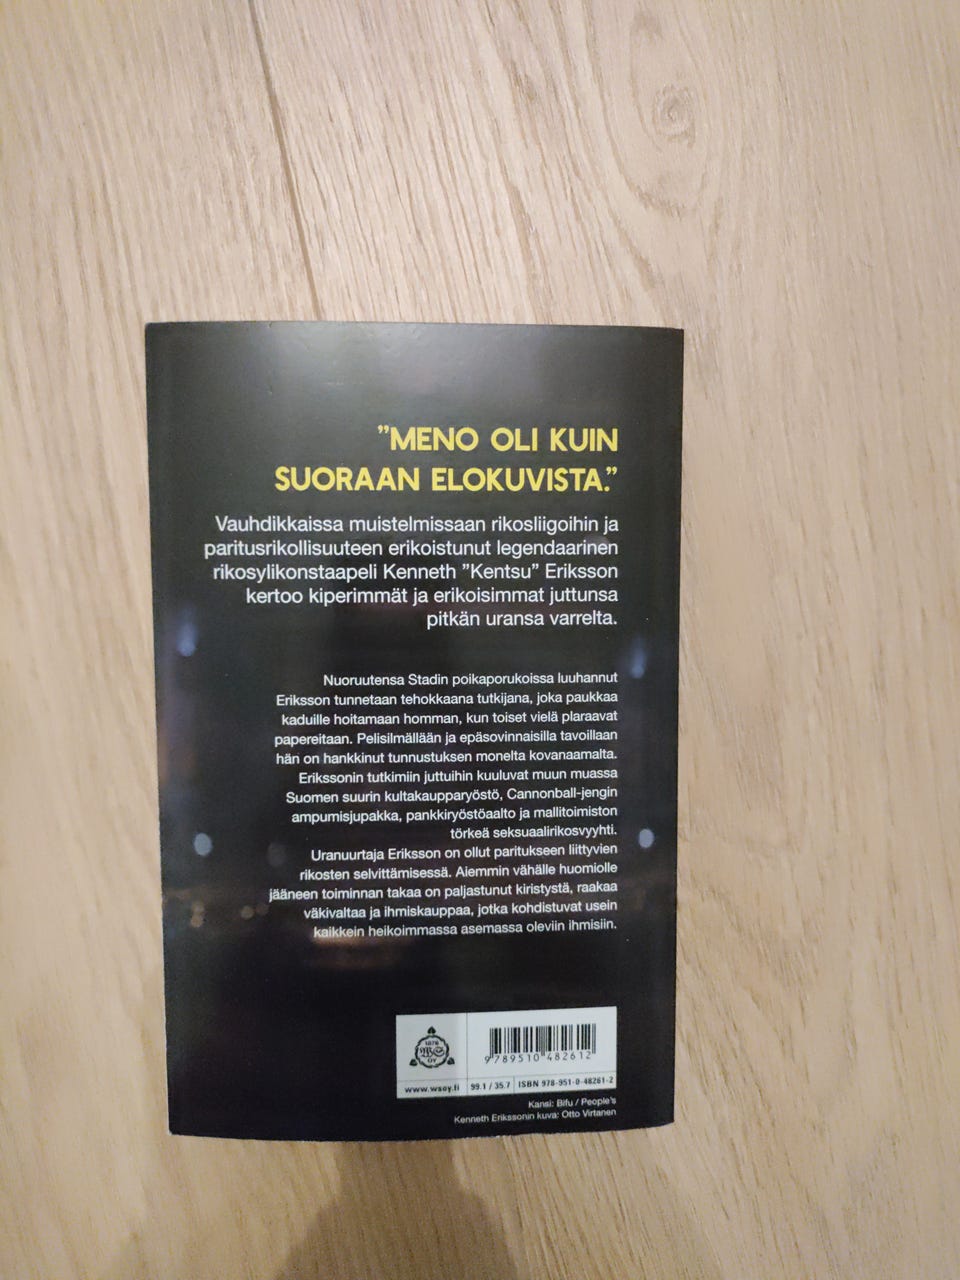 ”MENO OLI KUIN
SUORAAN ELOKUVISTA.”
Vauhdikkaissa muistelmissaan rikosliigoihin ja
paritusrikollisuuteen erikoistunut legendaarinen
rikosylikonstaapeli Kenneth ”Kentsu” Eriksson
kertoo kiperimmät ja erikoisimmat juttunsa
pitkän uransa varrelta.
Nuoruutensa Stadin poikaporukoissa luuhannut
Eriksson tunnetaan tehokkaana tutkijana, joka paukkaa
kaduille hoitamaan homman, kun toiset vielä plaraavat
papereitaan. Pelisilmällään ja epäsovinnaisilla tavoillaan
hän on hankkinut tunnustuksen monelta kovanaamalta.
Erikssonin tutkimiin juttuihin kuuluvat muun muassa
Suomen suurin kultakaupparyöstö, Cannonball-jengin
ampumisjupakka, pankkiryöstöaalto ja mallitoimiston
törkeä seksuaalirikosvyyhti.
Uranuurtaja Eriksson on ollut paritukseen liittyvien
rikosten selvittämisessä. Aiemmin vähälle huomiolle
jääneen toiminnan takaa on paljastunut kiristystä, raakaa
väkivaltaa ja ihmiskauppaa, jotka kohdistuvat usein
kaikkein heikoimmassa asemassa oleviin ihmisiin.
1878
WS
OY
9 789510 482612
www.wsoy.fi
99.1 / 35.7
ISBN 978-951-0-48261-2
Kansi: Bifu / People's
Kenneth Erikssonin kuva: Otto Virtanen